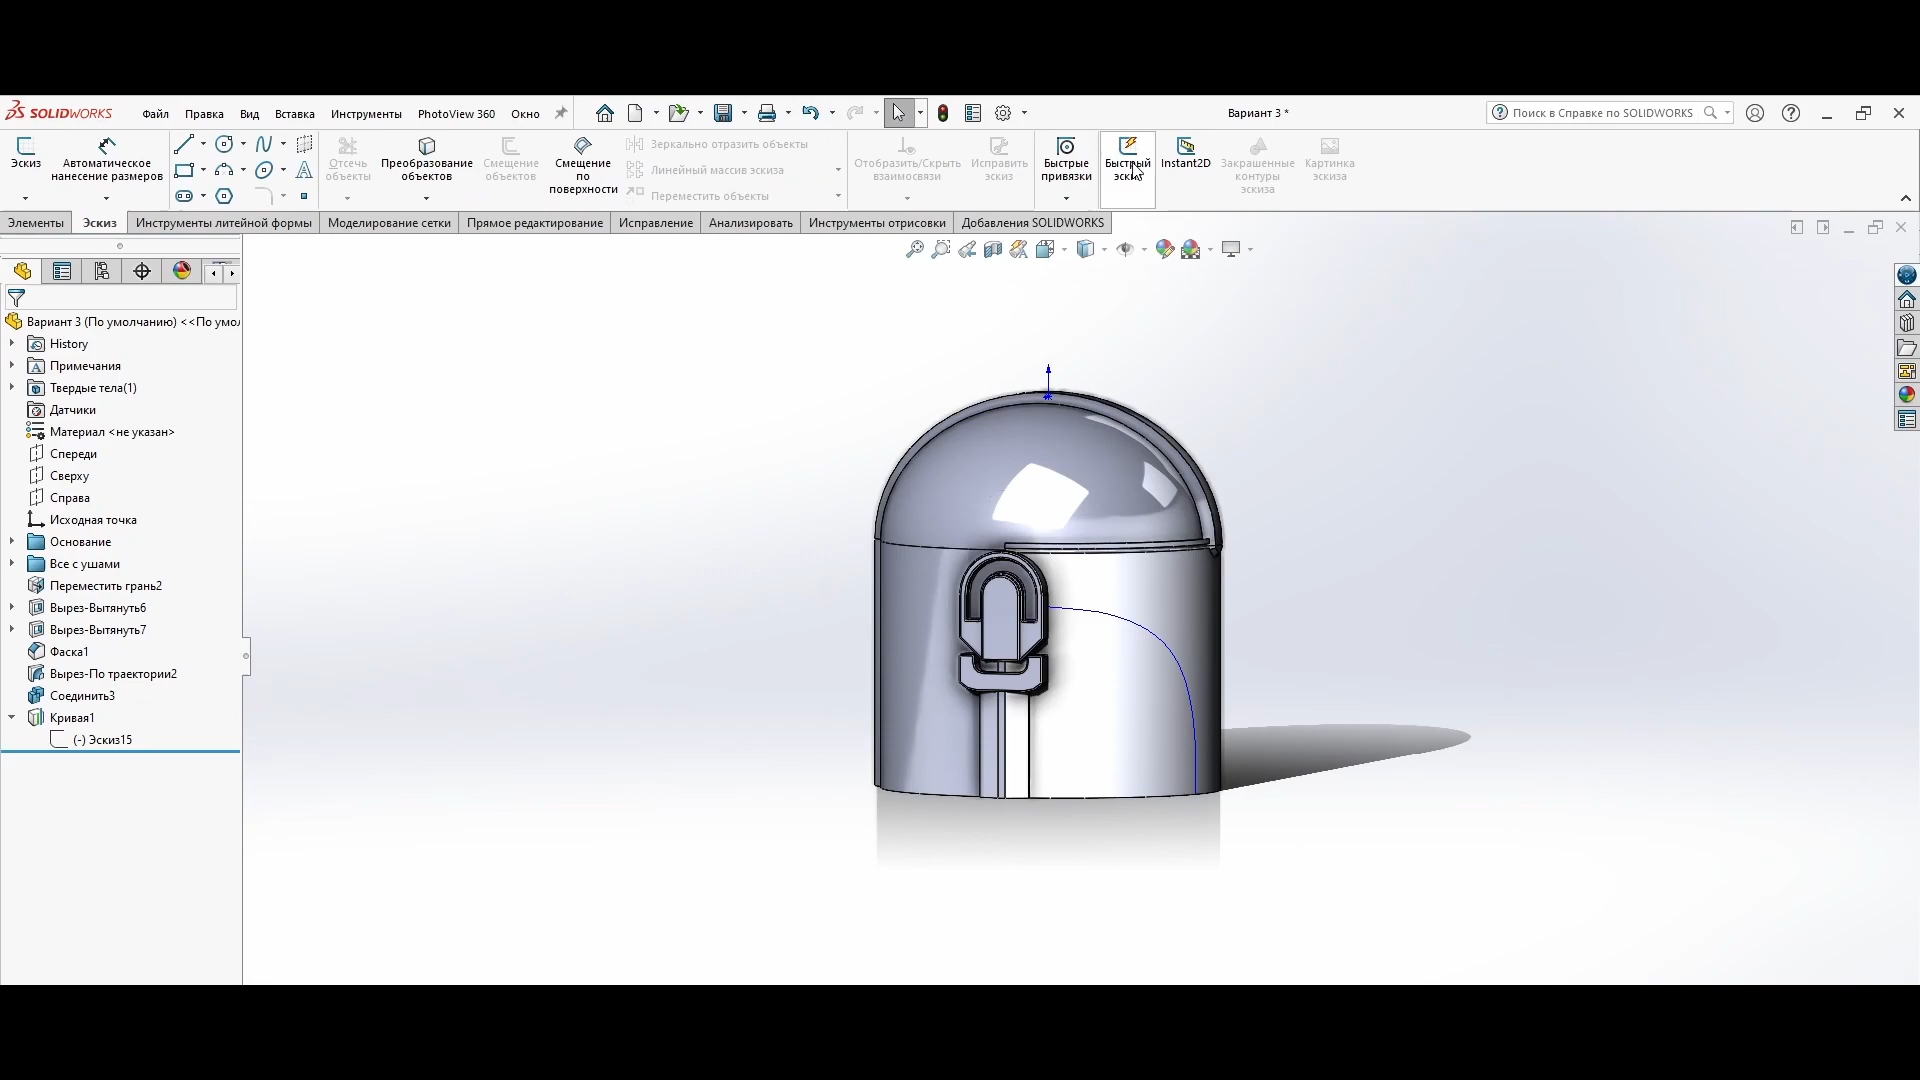 SOLIDWORKS Файл Правка Вид Вставка Инструменты PhotoView 360 Окно Вариант 3 * Поиск в Справке по SOLIDWORKS
Эскиз
Автоматическое
нанесение размеров
Отсечь
объекты
Преобразование
объектов
Смещение
объектов
Смещение
по
поверхности
Зеркально отразить объекты
Линейный массив эскиза
Переместить объекты
Отобразить/Скрыть
взаимосвязи
Исправить
эскиз
Быстрые
привязки
Быстрый
эскиз
Instant2D
Закрашенные
контуры
эскиза
Картинка
эскиза
Элементы Эскиз Инструменты литейной формы Моделирование сетки Прямое редактирование Исправление Анализировать Инструменты отрисовки Добавления SOLIDWORKS
Вариант 3 (По умолчанию) <<По умол
History
Примечания
Твердые тела(1)
Датчики
Материал <не указан>
Спереди
Сверху
Справа
Исходная точка
Основание
Все с ушами
Переместить грань2
Вырез-Вытянуть6
Вырез-Вытянуть7
Фаска1
Вырез-По траектории2
Соединить3
Кривая1
(-) Эскиз15